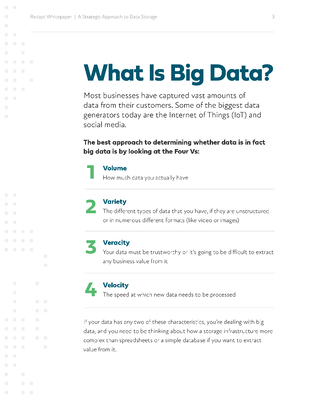 Redapt Whitepaper | A Strategic Approach to Data Storage 3
What Is Big Data?
Most businesses have captured vast amounts of
data from their customers. Some of the biggest data
generators today are the Internet of Things (IoT) and
social media.
The best approach to determining whether data is in fact
big data is by looking at the Four Vs:
1 Volume
How much data you actually have
2 Variety
The different types of data that you have, if they are unstructured
or in numerous different formats (like video or images)
3 Veracity
Your data must be trustworthy or it's going to be difficult to extract
any business value from it
4 Velocity
The speed at which new data needs to be processed
If your data has any two of these characteristics, you're dealing with big
data, and you need to be thinking about how a storage infrastructure more
complex than spreadsheets or a simple database if you want to extract
value from it.